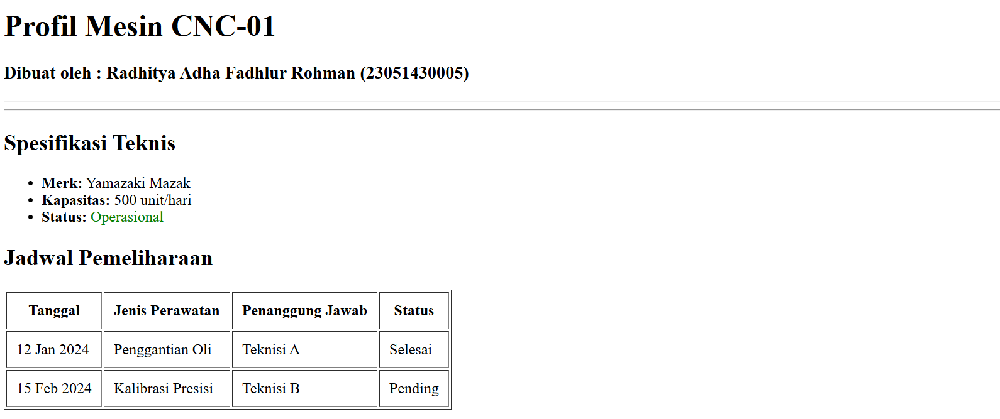 Profil Mesin CNC-01
Dibuat oleh : Radhitya Adha Fadhlur Rohman (23051430005)
Spesifikasi Teknis
• Merk: Yamazaki Mazak
• Kapasitas: 500 unit/hari
• Status: Operasional
Jadwal Pemeliharaan
Tanggal Jenis Perawatan Penanggung Jawab Status
12 Jan 2024 Penggantian Oli Teknisi A Selesai
15 Feb 2024 Kalibrasi Presisi Teknisi B Pending